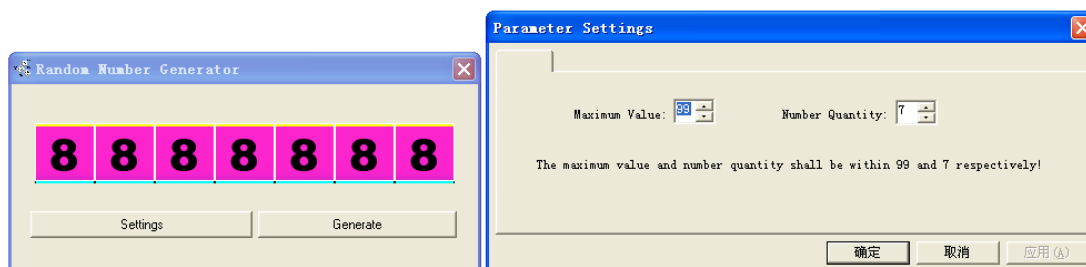 Random Number Generator
8 8 8 8 8 8 8
Settings
Generate
Parameter Settings
Maximum Value: 99
Number Quantity: 7
The maximum value and number quantity shall be within 99 and 7 respectively!
确定
取消
应用(A)